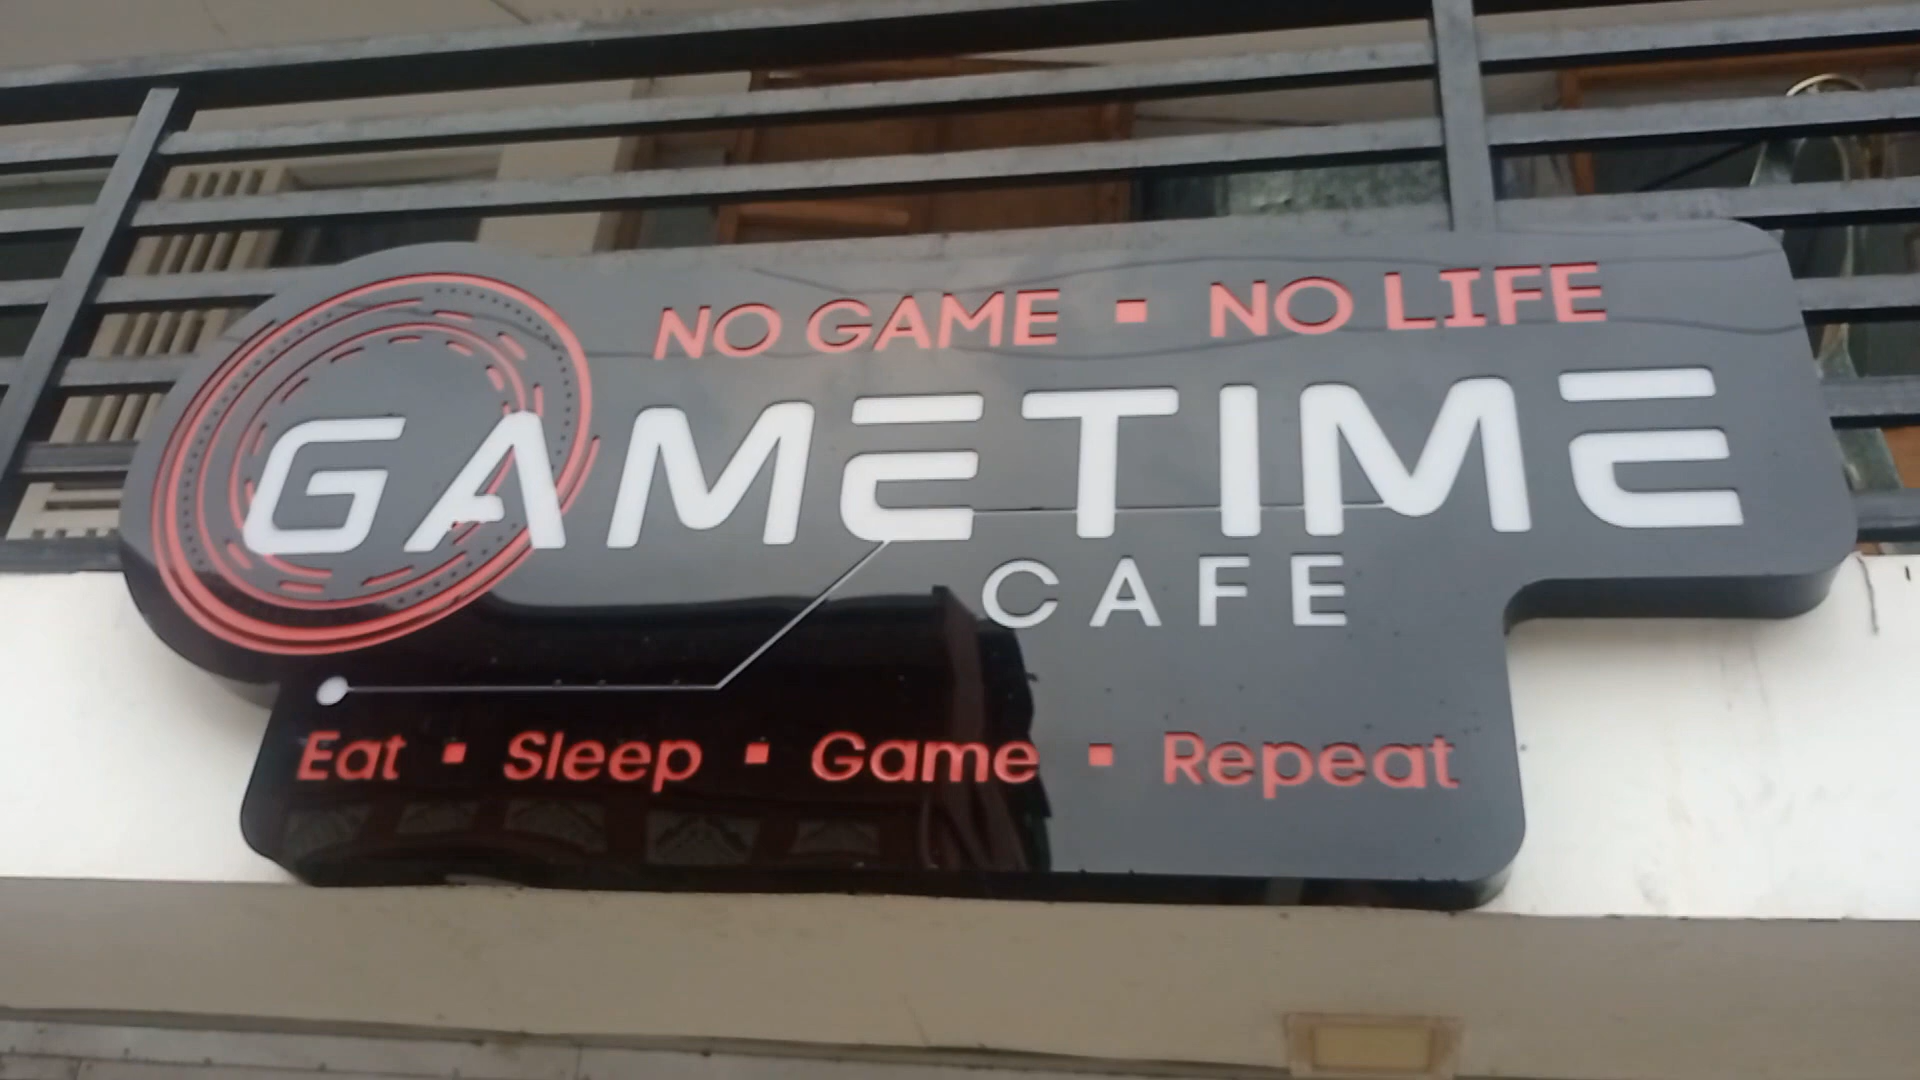 NO GAME ▪ NO LIFE
GAMETIME
CAFE
Eat ▪ Sleep ▪ Game ▪ Repeat